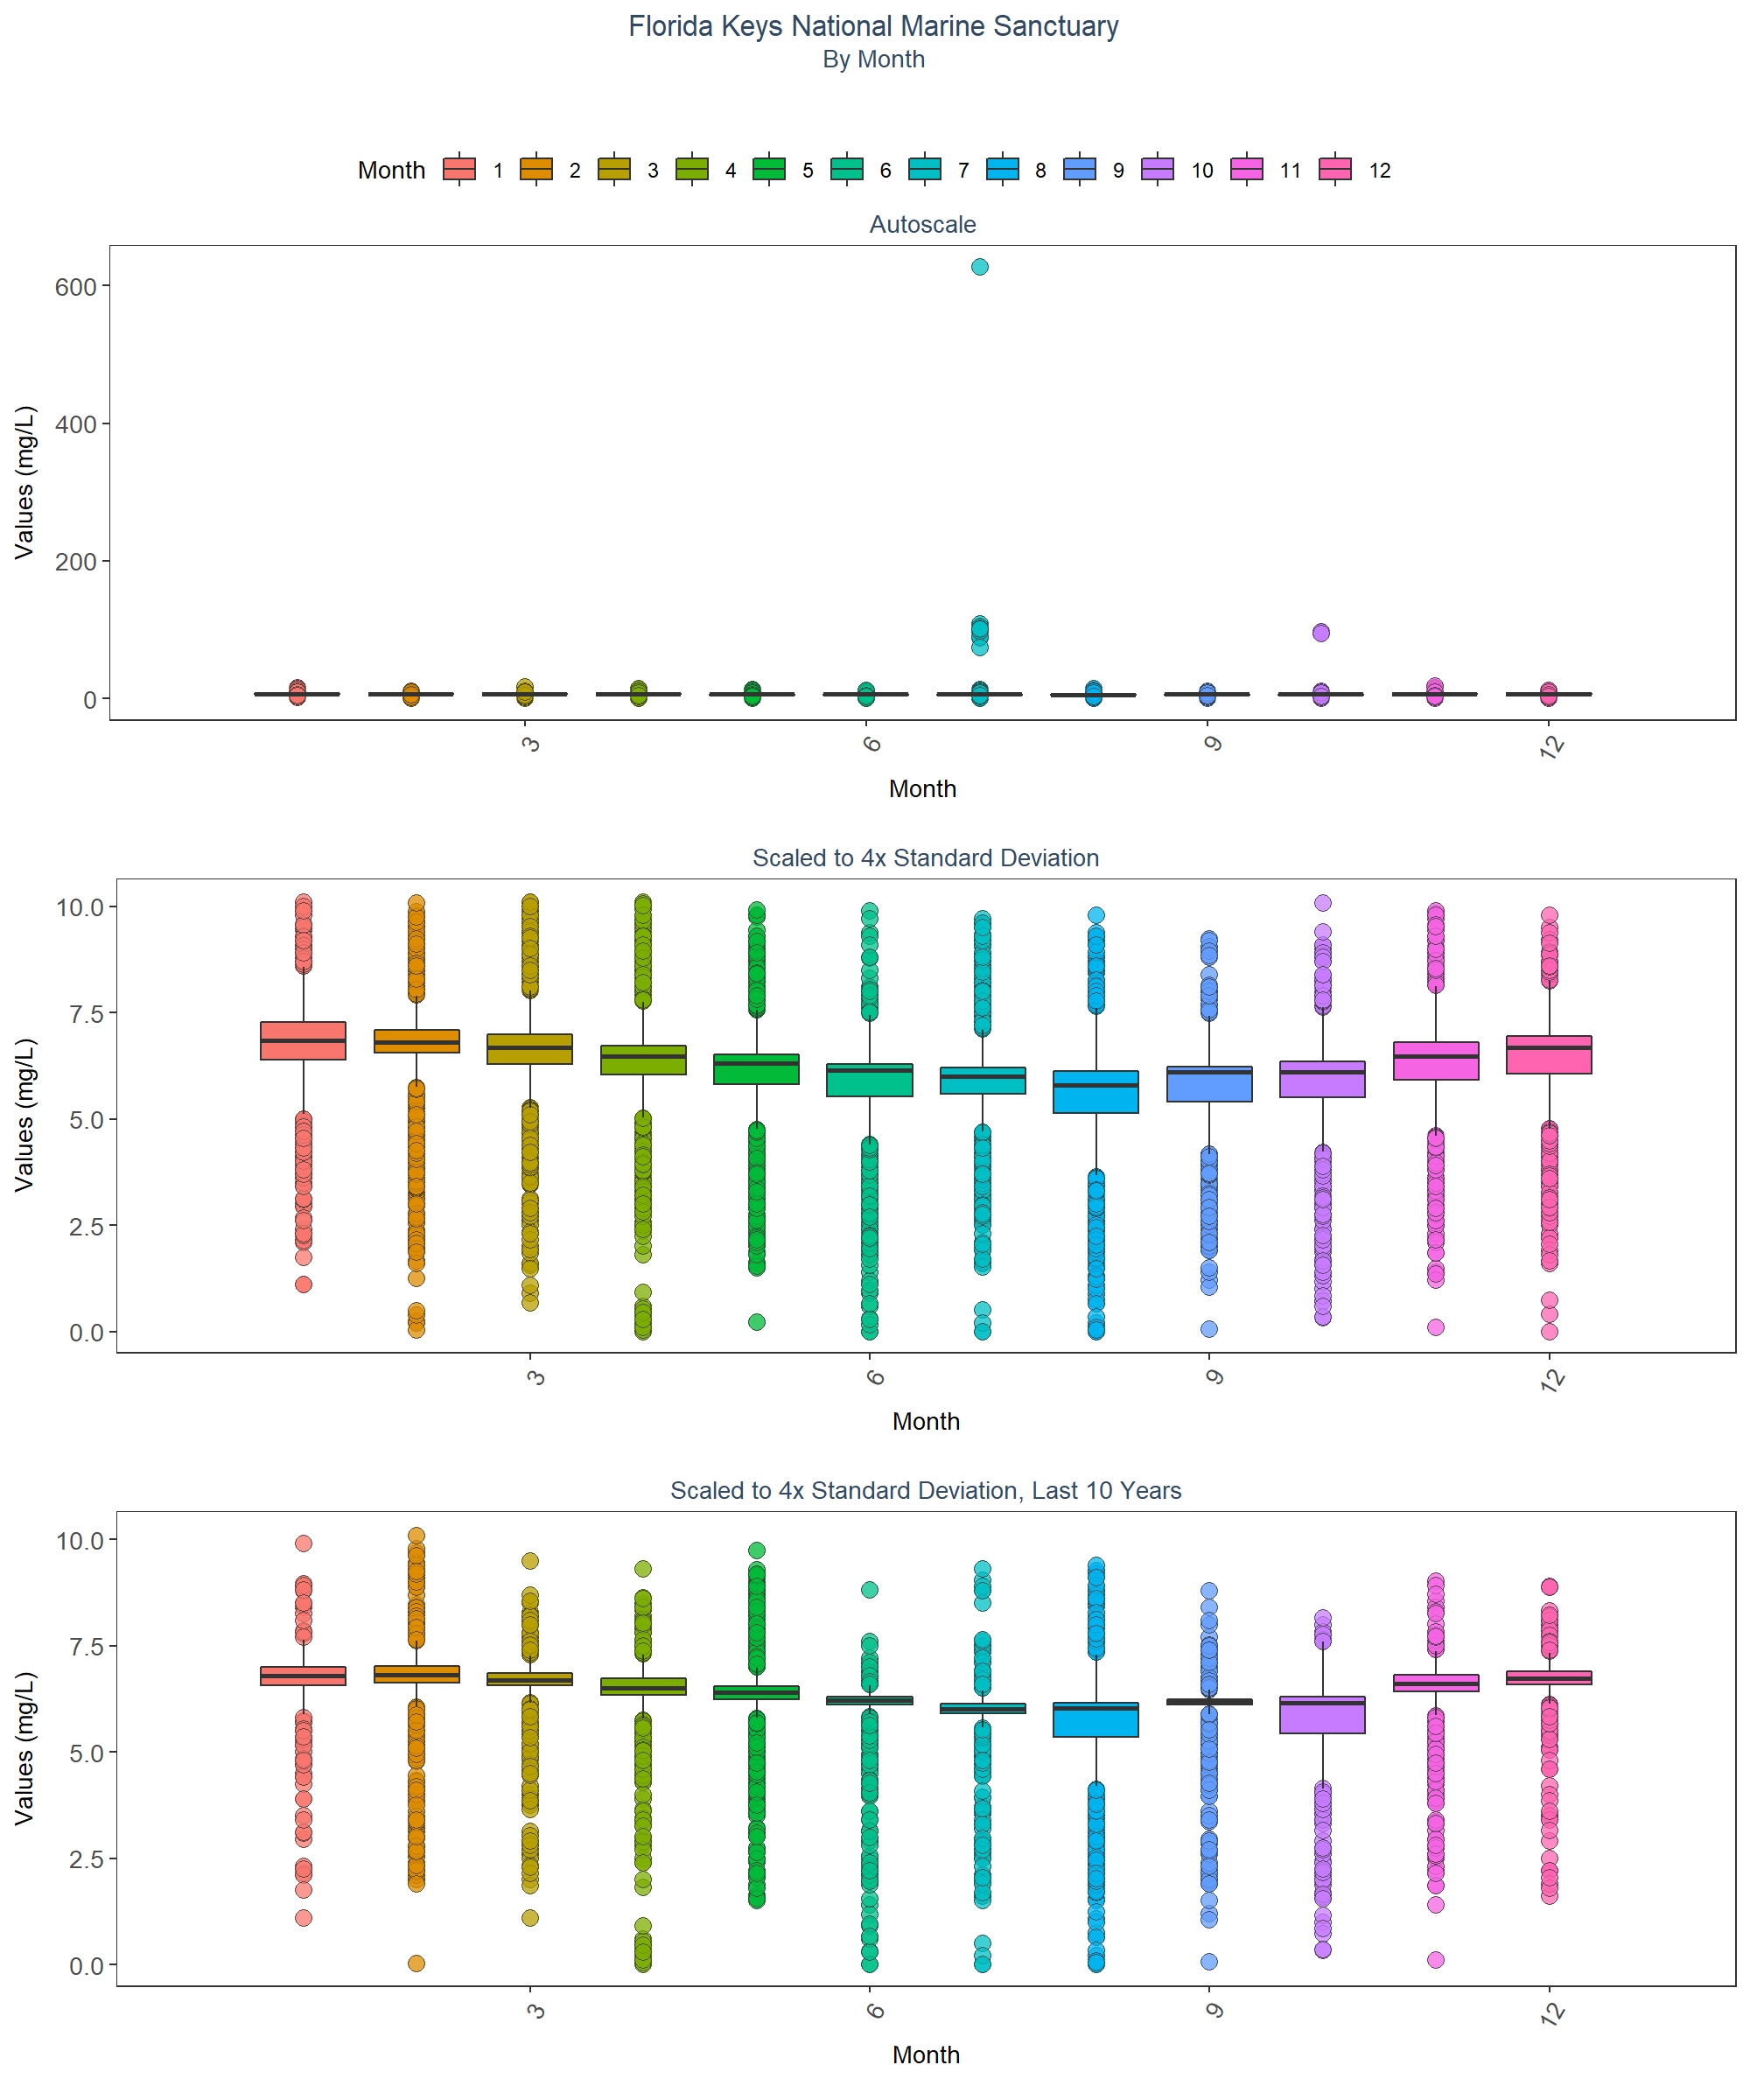 Florida Keys National Marine Sanctuary
By Month
Month 1 2 3 4 5 6 7 8 9 10 11 12
Autoscale
Values (mg/L)
600
400
200
0
3 6 9 12
Month
Scaled to 4x Standard Deviation
Values (mg/L)
10.0
7.5
5.0
2.5
0.0
3 6 9 12
Month
Scaled to 4x Standard Deviation, Last 10 Years
Values (mg/L)
10.0
7.5
5.0
2.5
0.0
3 6 9 12
Month